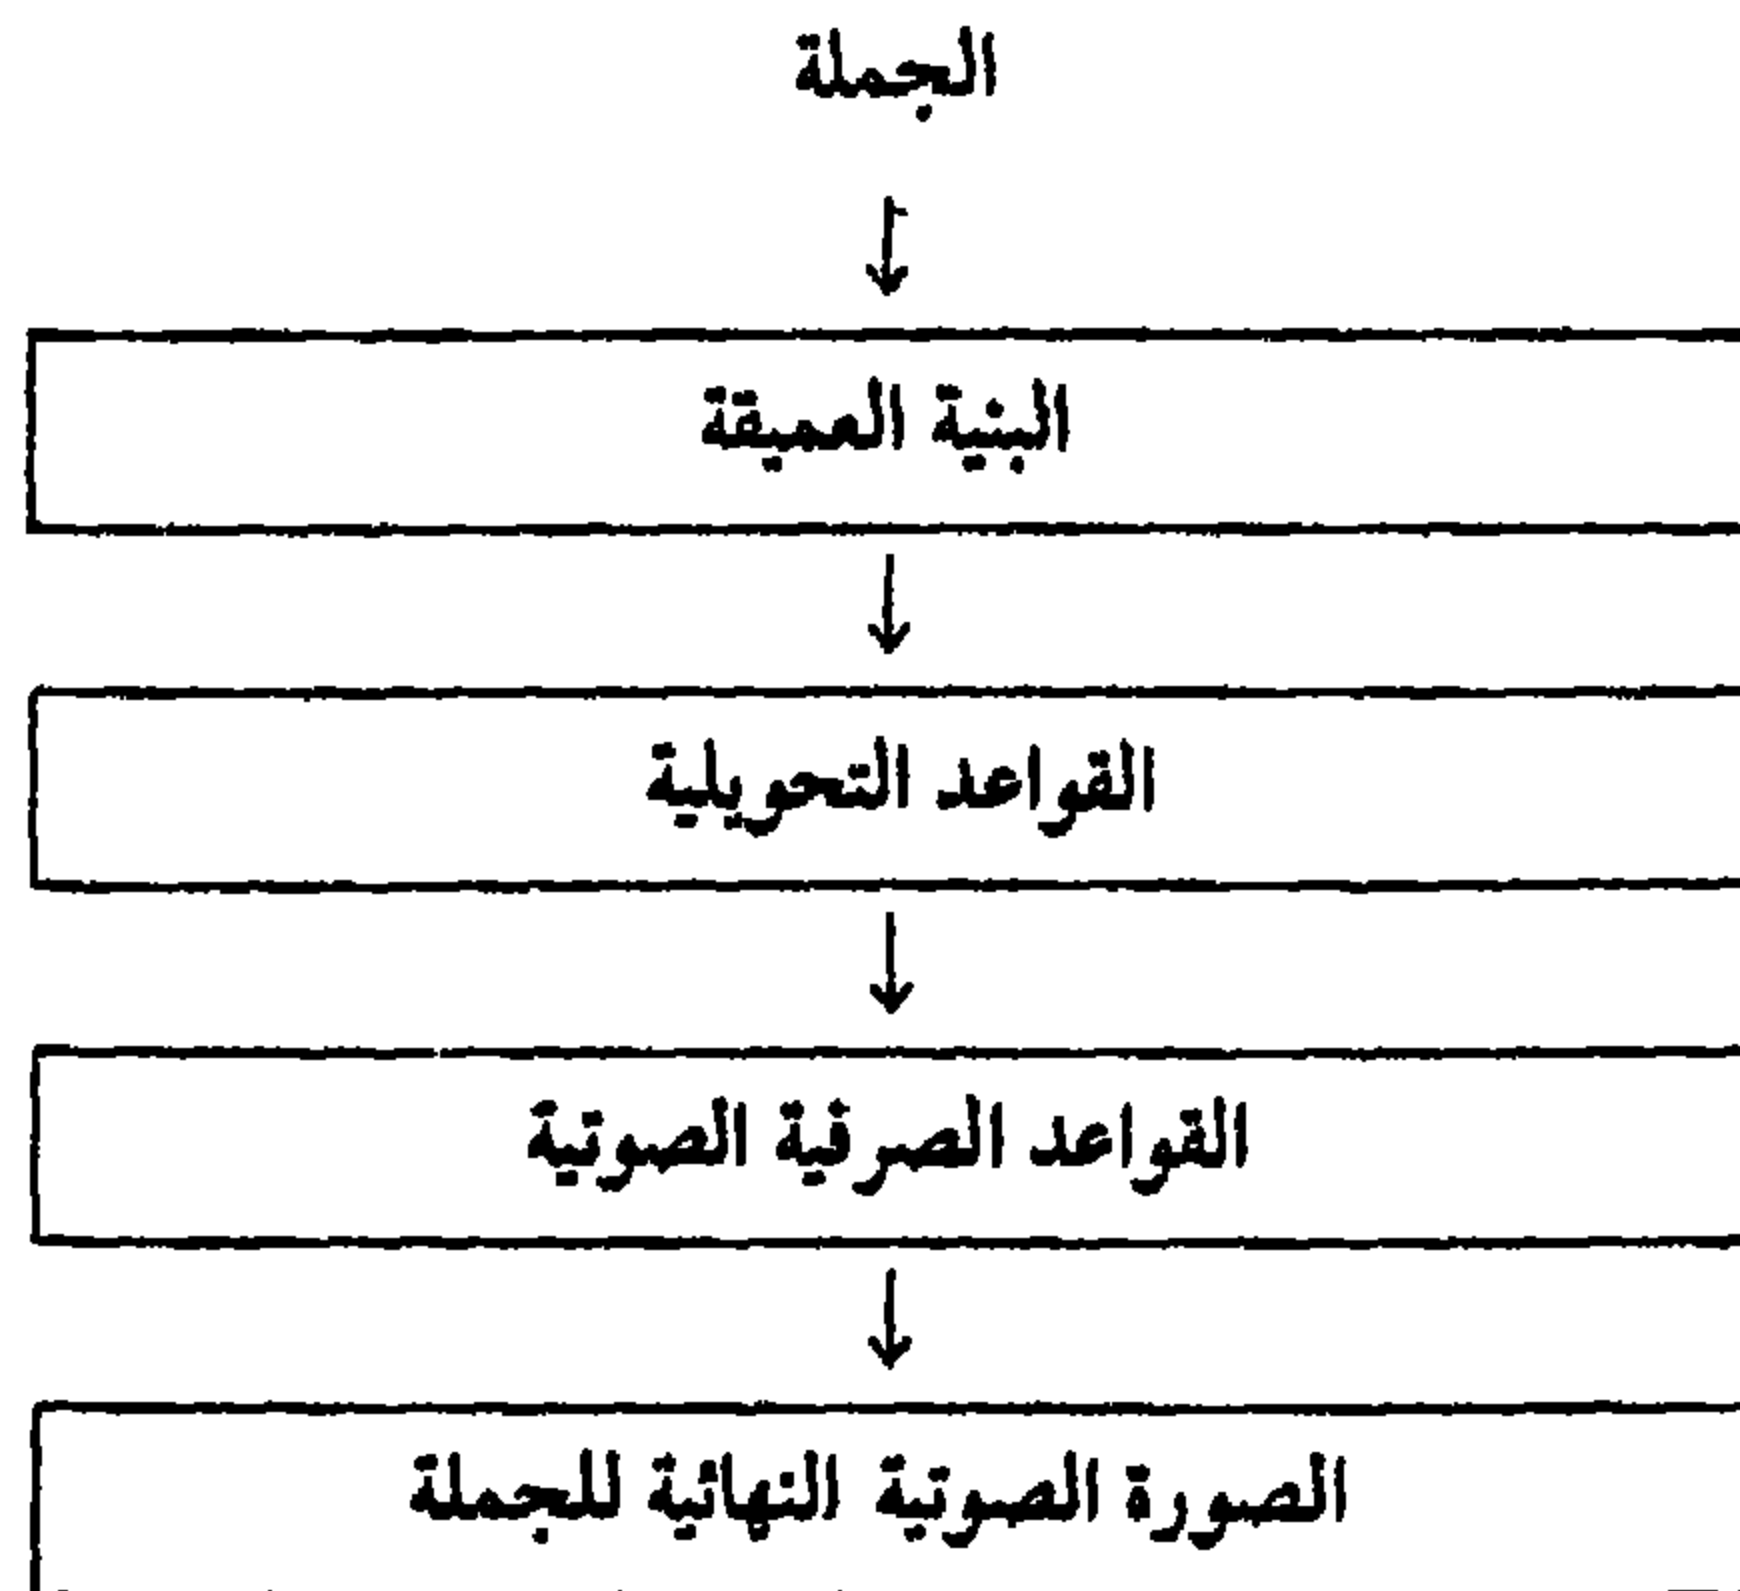 الجملة
البنية العميقة
القواعد التحويلية
القواعد الصرفية الصوتية
الصورة الصوتية النهائية للجملة